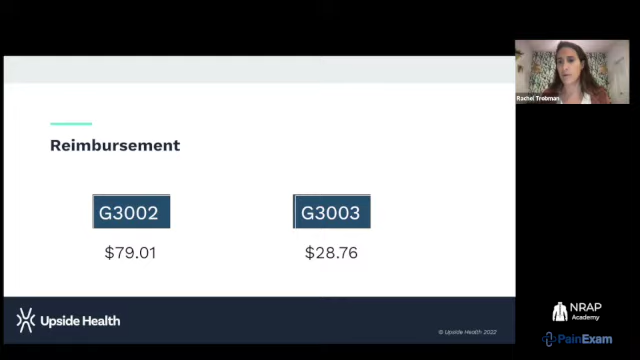 Rachel Trobman
Reimbursement
G3002
G3003
$79.01
$28.76
Upside Health
© Upside Health 2022
NRAP
Academy
PainExam